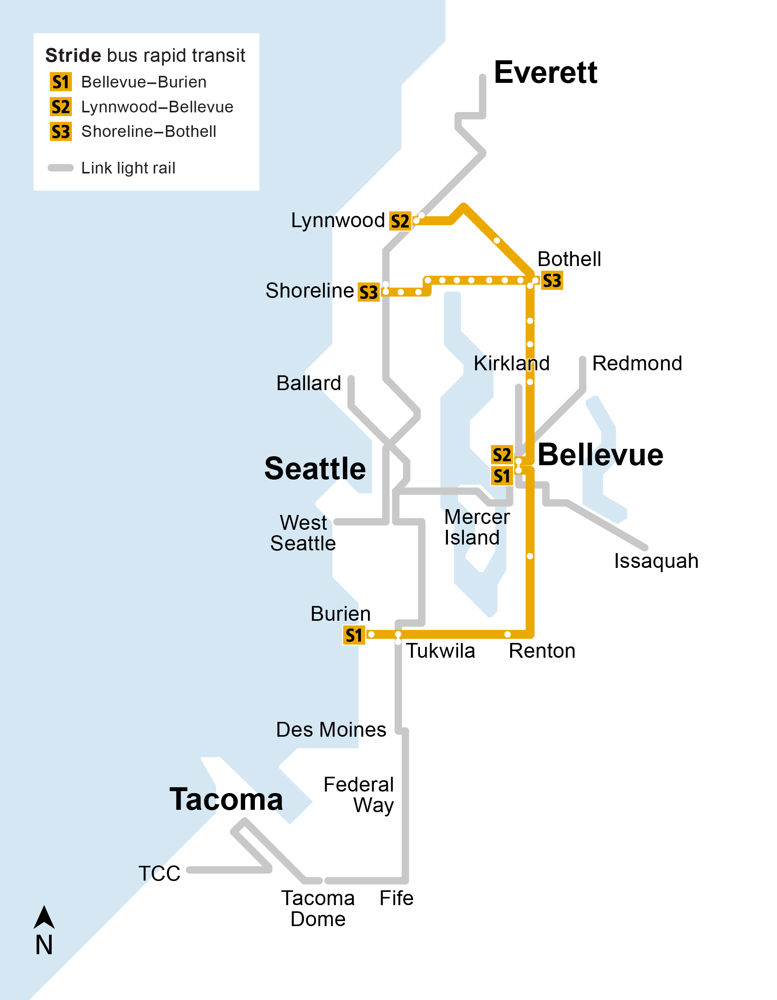 Stride bus rapid transit
S1 Bellevue–Burien
S2 Lynnwood–Bellevue
S3 Shoreline–Bothell
Link light rail
Everett
Lynnwood S2
Bothell
S3
Shoreline S3
Kirkland
Redmond
Ballard
S2
Bellevue
Seattle
S1
Mercer
Island
West
Seattle
Issaquah
Burien
S1
Tukwila
Renton
Des Moines
Federal
Way
Tacoma
TCC
Tacoma
Dome
Fife
N